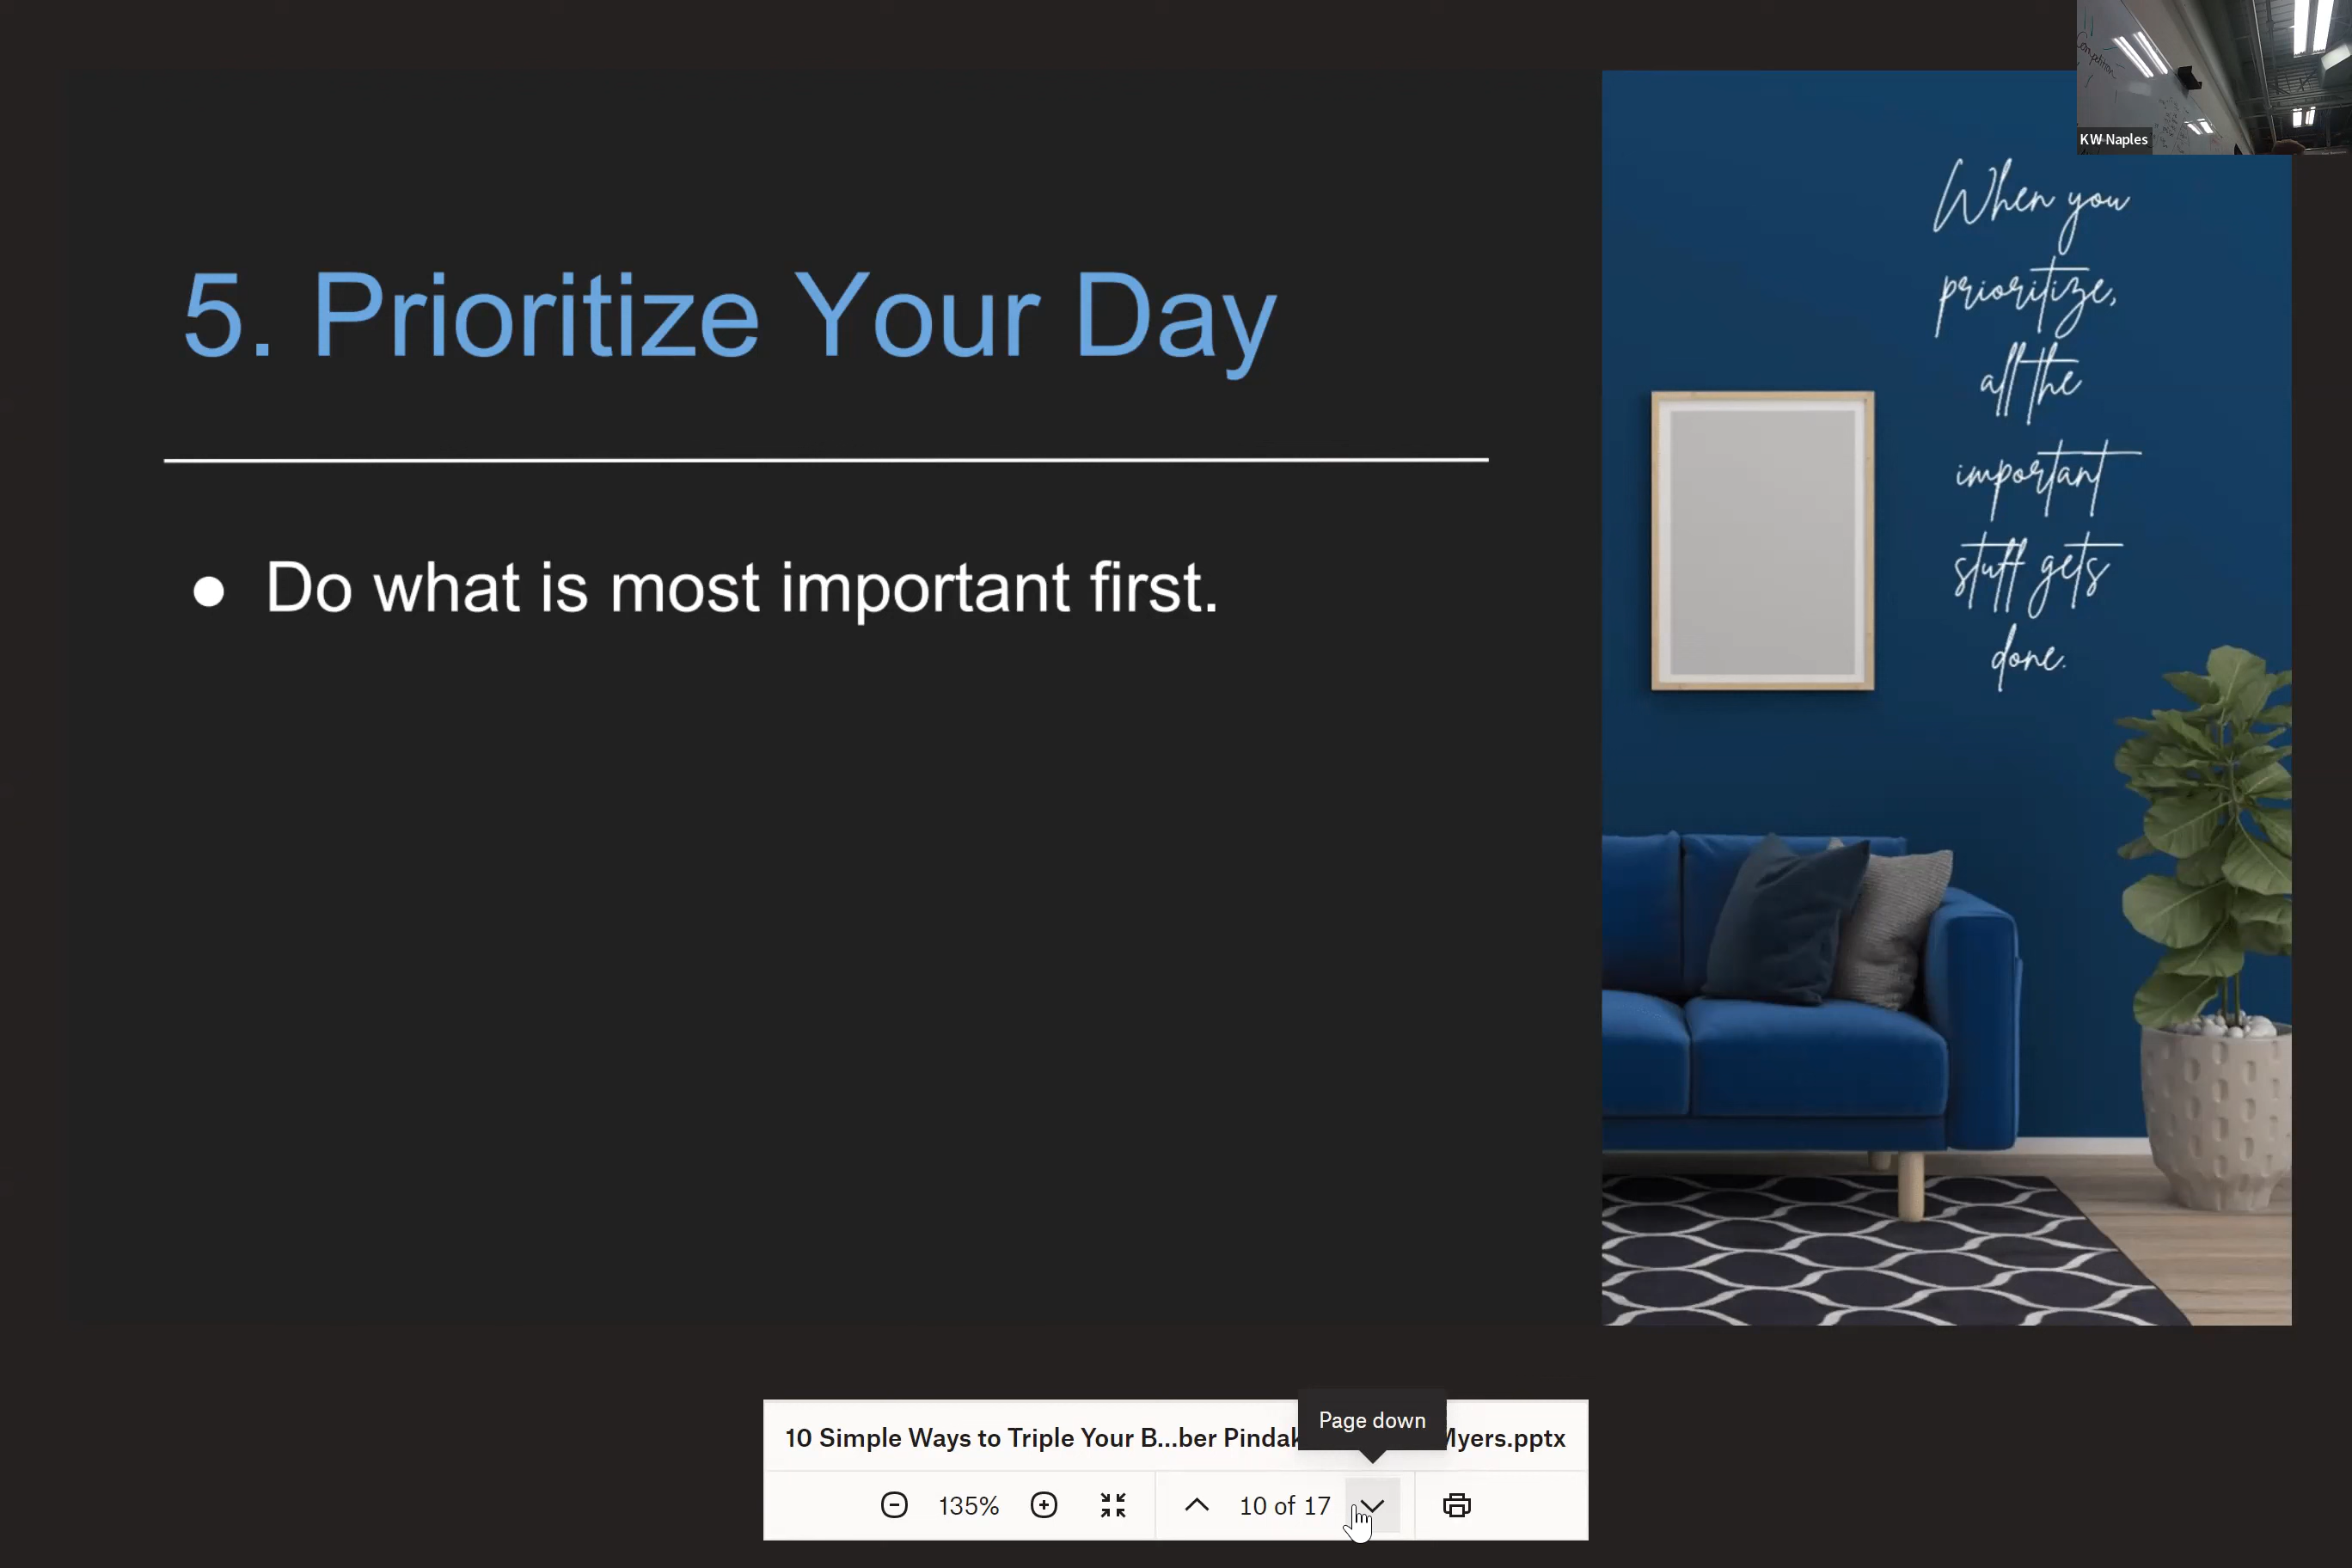 KW Naples
5. Prioritize Your Day
● Do what is most important first.
When you
prioritize,
all the
important
stuff gets
done.
Page down
10 Simple Ways to Triple Your B...ber Pindak Myers.pptx
135%
10 of 17